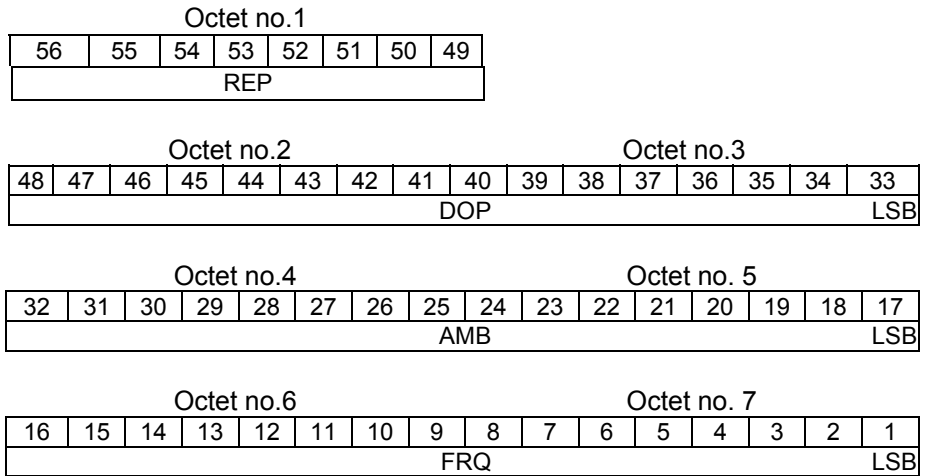 Octet no.1
56 55 54 53 52 51 50 49
REP
Octet no.2 Octet no.3
48 47 46 45 44 43 42 41 40 39 38 37 36 35 34 33
DOP LSB
Octet no.4 Octet no. 5
32 31 30 29 28 27 26 25 24 23 22 21 20 19 18 17
AMB LSB
Octet no.6 Octet no. 7
16 15 14 13 12 11 10 9 8 7 6 5 4 3 2 1
FRQ LSB